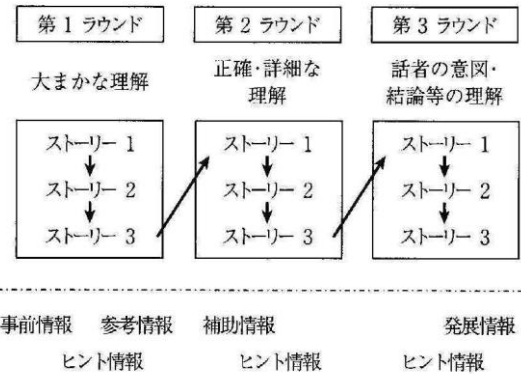 第1 ラウンド
第2 ラウンド
第3 ラウンド
大まかな理解
正確・詳細な
理解
話者の意図・
結論等の理解
ストーリー 1
ストーリー 2
ストーリー 3
ストーリー 1
ストーリー 2
ストーリー 3
ストーリー 1
ストーリー 2
ストーリー 3
事前情報 参考情報 補助情報 発展情報
ヒント情報 ヒント情報 ヒント情報